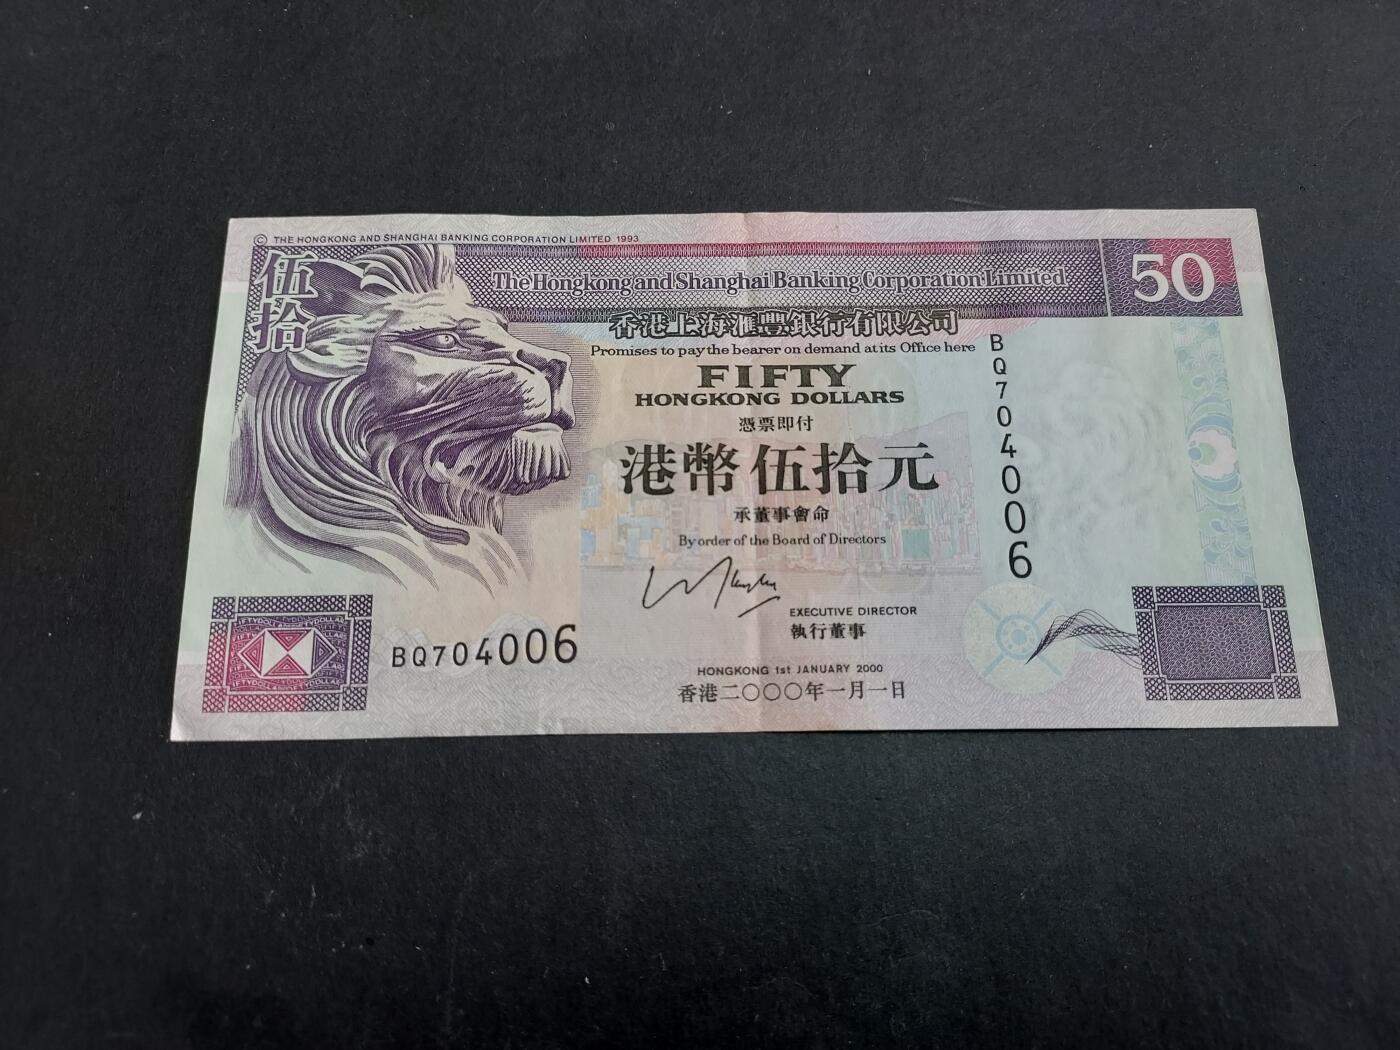 © THE HONGKONG AND SHANGHAI BANKING CORPORATION LIMITED 1993
伍拾
The Hongkong and Shanghai Banking Corporation Limited
50
香港上海滙豐銀行有限公司
Promises to pay the bearer on demand at its Office here
FIFTY
HONGKONG DOLLARS
憑票即付
港幣伍拾元
承董事會命
By order of the Board of Directors
BQ704006
EXECUTIVE DIRECTOR
執行董事
BQ704006
HONGKONG 1st JANUARY 2000
香港二〇〇〇年一月一日